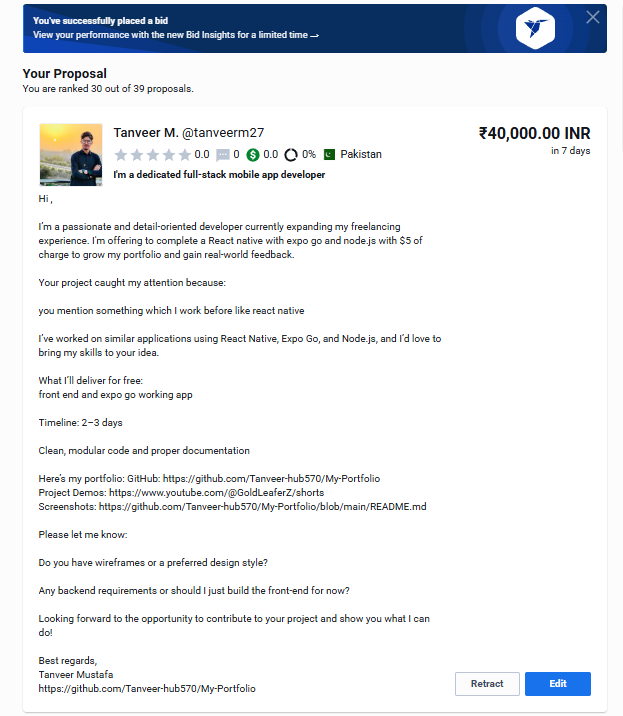 You've successfully placed a bid
View your performance with the new Bid Insights for a limited time
Your Proposal
You are ranked 30 out of 39 proposals.
Tanveer M. @tanveerm27
₹40,000.00 INR
0.0 0 0.0 0% Pakistan
in 7 days
I'm a dedicated full-stack mobile app developer
Hi ,
I'm a passionate and detail-oriented developer currently expanding my freelancing
experience. I'm offering to complete a React native with expo go and node.js with $5 of
charge to grow my portfolio and gain real-world feedback.
Your project caught my attention because:
you mention something which I work before like react native
I've worked on similar applications using React Native, Expo Go, and Node.js, and I'd love to
bring my skills to your idea.
What I'll deliver for free:
front end and expo go working app
Timeline: 2–3 days
Clean, modular code and proper documentation
Here's my portfolio: GitHub: https://github.com/Tanveer-hub570/My-Portfolio
Project Demos: https://www.youtube.com/@GoldLeaferZ/shorts
Screenshots: https://github.com/Tanveer-hub570/My-Portfolio/blob/main/README.md
Please let me know:
Do you have wireframes or a preferred design style?
Any backend requirements or should I just build the front-end for now?
Looking forward to the opportunity to contribute to your project and show you what I can
do!
Best regards,
Tanveer Mustafa
https://github.com/Tanveer-hub570/My-Portfolio
Retract
Edit